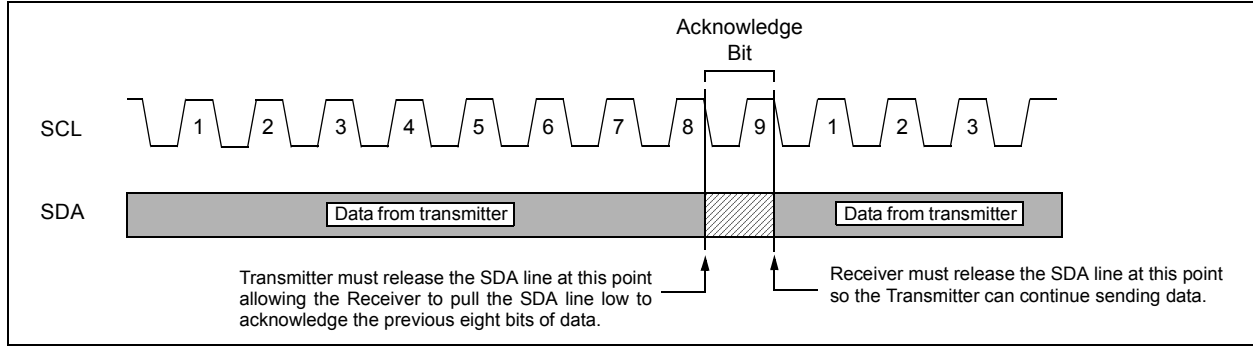 Acknowledge
Bit
SCL
1 2 3 4 5 6 7 8 9 1 2 3
SDA
Data from transmitter
Data from transmitter
Transmitter must release the SDA line at this point
allowing the Receiver to pull the SDA line low to
acknowledge the previous eight bits of data.
Receiver must release the SDA line at this point
so the Transmitter can continue sending data.